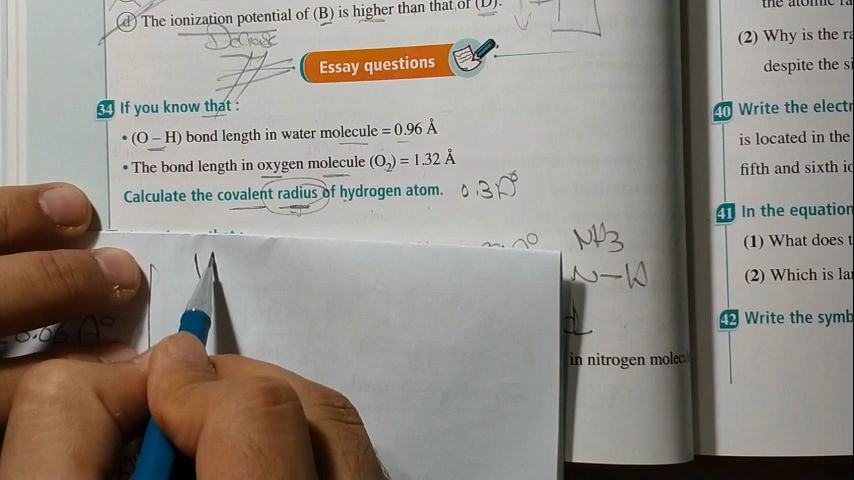 (d) The ionization potential of (B) is higher than that of (D).
Essay questions
34 If you know that :
• (O – H) bond length in water molecule = 0.96 Å
• The bond length in oxygen molecule (O₂) = 1.32 Å
Calculate the covalent radius of hydrogen atom. 0.3 A°
NH3
N–H
0.06 A°
in nitrogen molec
the atomic ra
(2) Why is the ra
despite the si
40 Write the electr
is located in the
fifth and sixth io
41 In the equation
(1) What does t
(2) Which is la
42 Write the symb